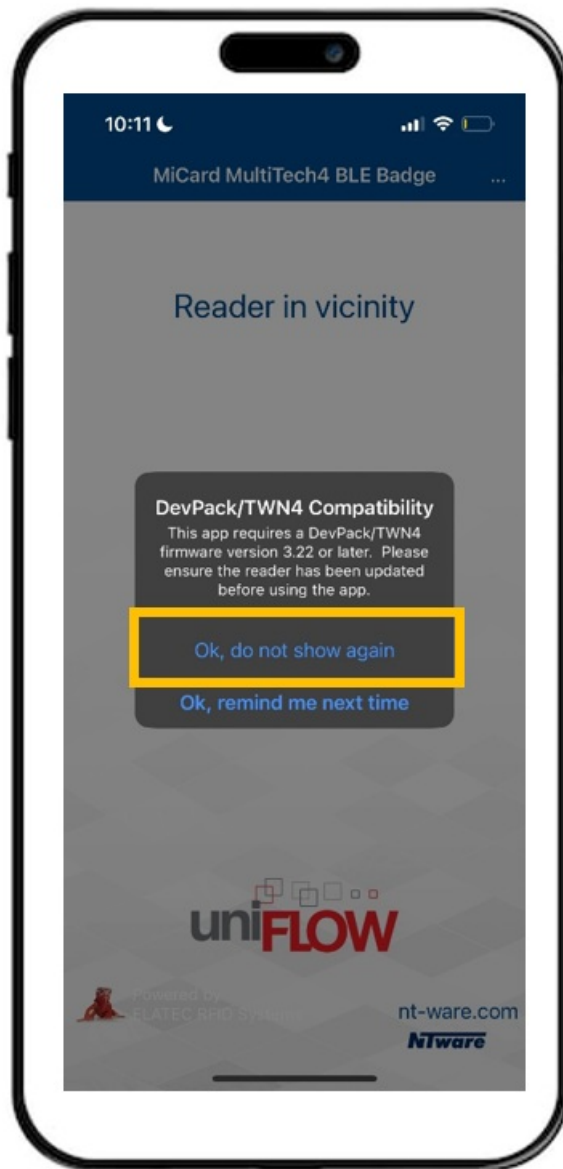 10:11
MiCard MultiTech4 BLE Badge ...
Reader in vicinity
DevPack/TWN4 Compatibility
This app requires a DevPack/TWN4
firmware version 3.22 or later. Please
ensure the reader has been updated
before using the app.
Ok, do not show again
Ok, remind me next time
uniFLOW
Powered by
ELATEC RFID Systems
nt-ware.com
NTware